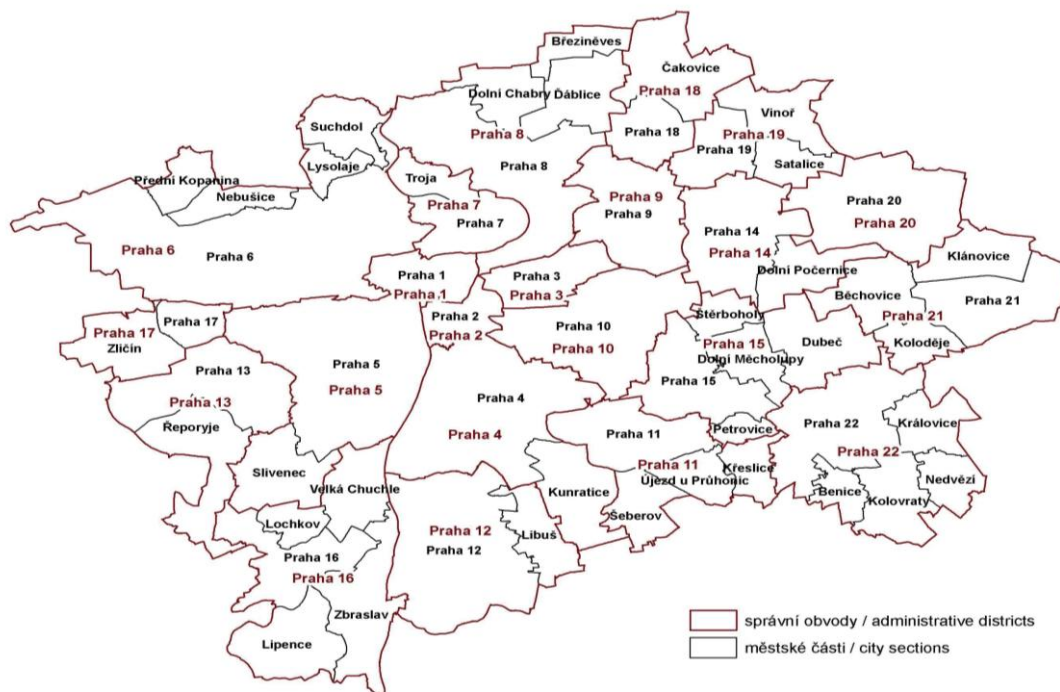 Březiněves
Čakovice
Praha 18
Dolní Chabry
Ďáblice
Vinoř
Suchdol
Praha 8
Praha 18
Praha 19
Praha 19
Lysolaje
Praha 8
Satalice
Troja
Přední Kopanina
Nebušice
Praha 7
Praha 9
Praha 9
Praha 7
Praha 20
Praha 20
Praha 14
Praha 14
Praha 6
Praha 6
Klánovice
Praha 1
Praha 1
Praha 3
Praha 3
Dolní Počernice
Běchovice
Praha 21
Praha 21
Praha 17
Praha 17
Zličín
Praha 2
Praha 2
Praha 10
Praha 10
Štěrboholy
Praha 15
Dolní Měcholupy
Dubeč
Koloděje
Praha 13
Praha 5
Praha 5
Praha 15
Praha 13
Řeporyje
Praha 4
Praha 4
Praha 11
Petrovice
Praha 22
Královice
Praha 22
Slivenec
Velká Chuchle
Praha 11
Újezd u Průhonic
Křeslice
Kunratice
Benice
Nedvězí
Kolovraty
Lochkov
Šeberov
Praha 12
Praha 12
Libuš
Praha 16
Praha 16
Zbraslav
Lipence
správní obvody / administrative districts
městské části / city sections